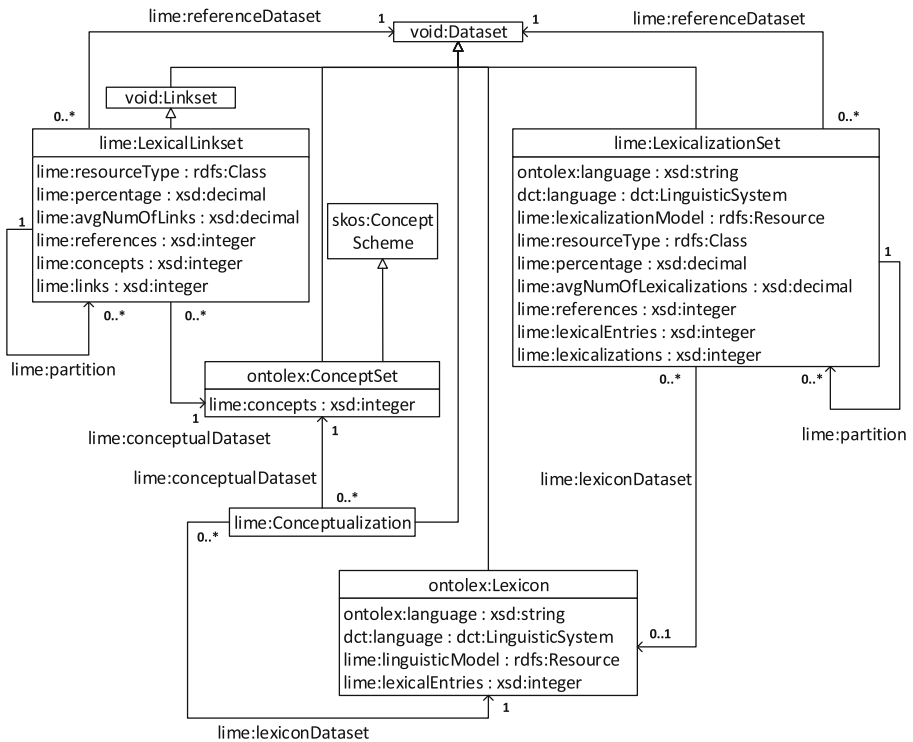 lime:referenceDataset
1
void:Dataset
1
lime:referenceDataset
void:Linkset
0..*
0..*
lime:LexicalLinkset
lime:resourceType : rdfs:Class
lime:percentage : xsd:decimal
lime:avgNumOfLinks : xsd:decimal
lime:references : xsd:integer
lime:concepts : xsd:integer
lime:links : xsd:integer
1
0..*
0..*
lime:partition
skos:Concept
Scheme
lime:LexicalizationSet
ontolex:language : xsd:string
dct:language : dct:LinguisticSystem
lime:lexicalizationModel : rdfs:Resource
lime:resourceType : rdfs:Class
lime:percentage : xsd:decimal
lime:avgNumOfLexicalizations : xsd:decimal
lime:references : xsd:integer
lime:lexicalEntries : xsd:integer
lime:lexicalizations : xsd:integer
1
0..*
0..*
lime:partition
ontolex:ConceptSet
lime:concepts : xsd:integer
1
lime:conceptualDataset
1
lime:conceptualDataset
0..*
lime:Conceptualization
0..*
lime:lexiconDataset
ontolex:Lexicon
ontolex:language : xsd:string
dct:language : dct:LinguisticSystem
lime:linguisticModel : rdfs:Resource
lime:lexicalEntries : xsd:integer
0..1
1
lime:lexiconDataset